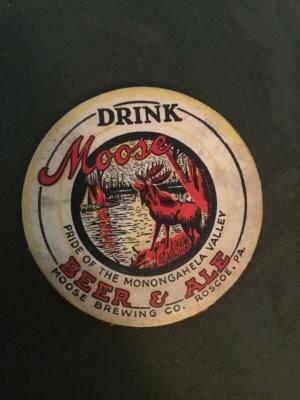 DRINK
Moose
PRIDE OF THE MONONGAHELA VALLEY
BEER & ALE
MOOSE BREWING CO. ROSCOE, PA.